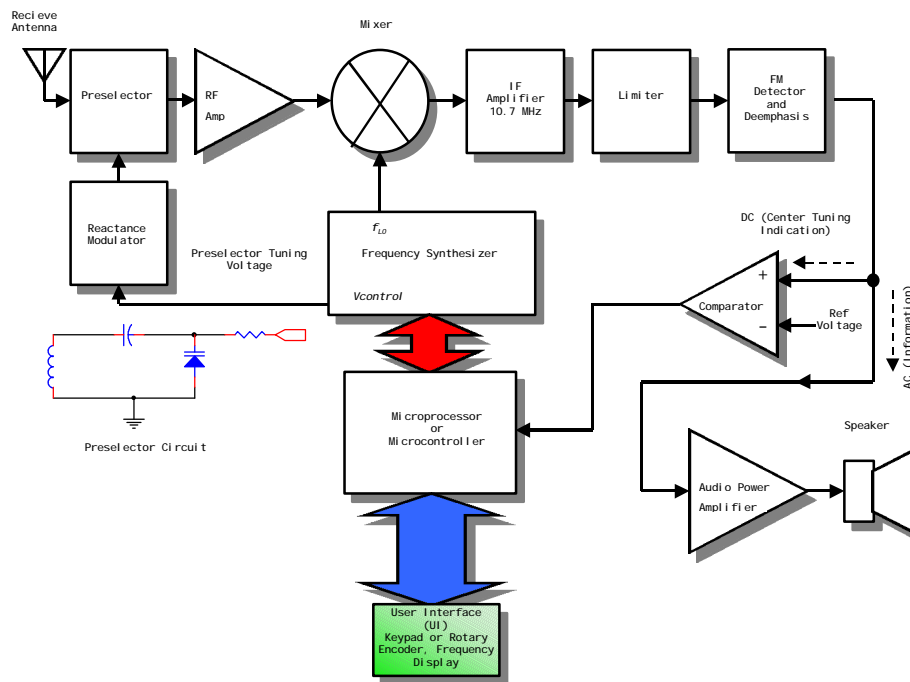 Recieve
Antenna
Mixer
Preselector
RF
Amp
IF
Amplifier
10.7 MHz
Limiter
FM
Detector
and
Deemphasis
Reactance
Modulator
Preselector Tuning
Voltage
fLO
Frequency Synthesizer
Vcontrol
DC (Center Tuning
Indication)
+
Comparator
−
Ref
Voltage
AC (Information)
Preselector Circuit
Microprocessor
or
Microcontroller
Speaker
Audio Power
Amplifier
User Interface
(UI)
Keypad or Rotary
Encoder, Frequency
Display